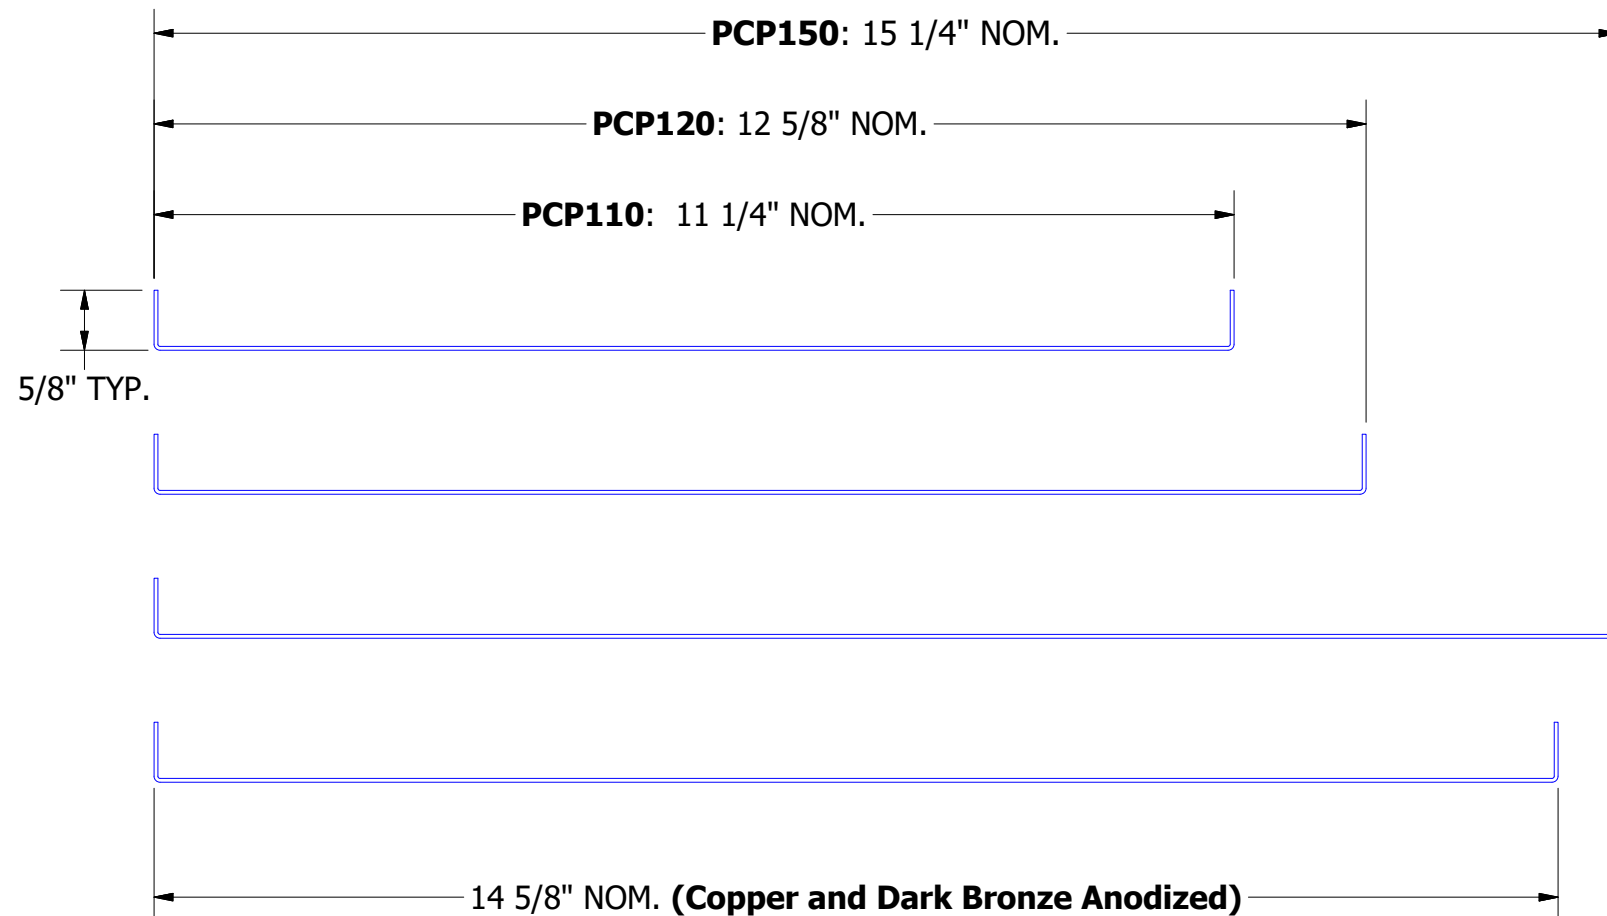 PCP150: 15 1/4" NOM.
PCP120: 12 5/8" NOM.
PCP110: 11 1/4" NOM.
5/8" TYP.
14 5/8" NOM. (Copper and Dark Bronze Anodized)